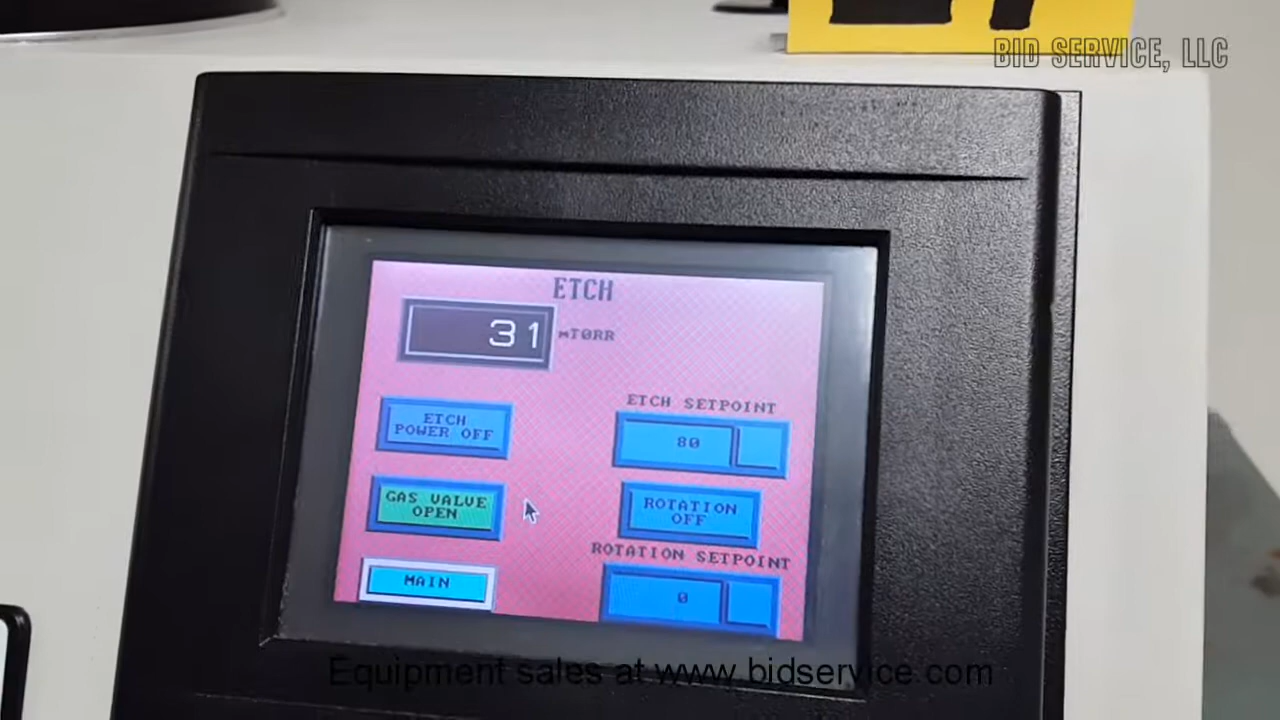 BID SERVICE, LLC
ETCH
31
mTORR
ETCH SETPOINT
ETCH
POWER OFF
80
GAS VALVE
OPEN
ROTATION
OFF
ROTATION SETPOINT
MAIN
0
Equipment sales at www.bidservice.com